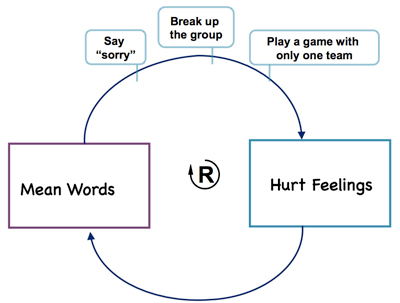 Say
“sorry”
Break up
the group
Play a game with
only one team
Mean Words
R
Hurt Feelings